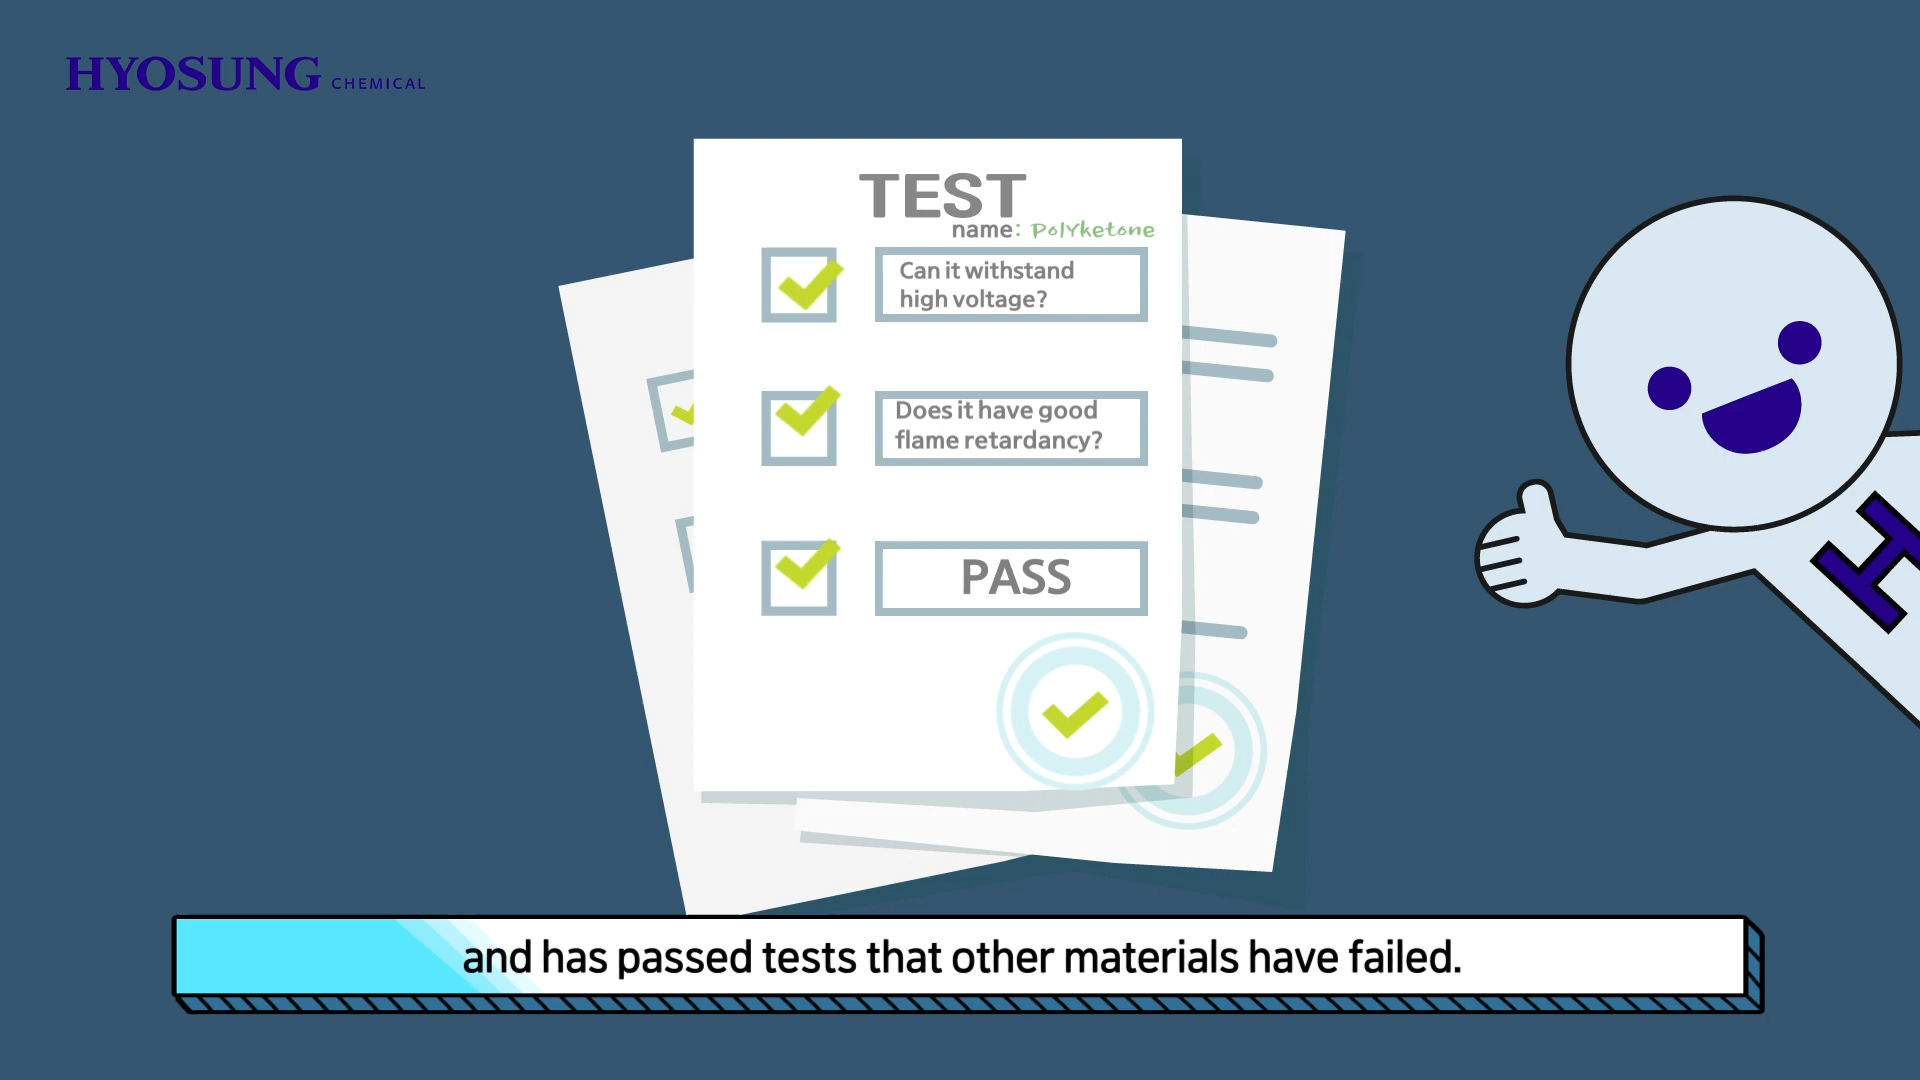 HYOSUNG CHEMICAL
TEST
name: Polyketone
Can it withstand
high voltage?
Does it have good
flame retardancy?
PASS
H
and has passed tests that other materials have failed.